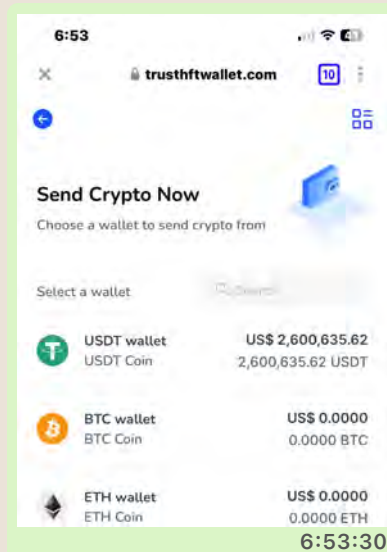 6:53
trusthftwallet.com 10
Send Crypto Now
Choose a wallet to send crypto from
Select a wallet
USDT wallet US$ 2,600,635.62
USDT Coin 2,600,635.62 USDT
BTC wallet US$ 0.0000
BTC Coin 0.0000 BTC
ETH wallet US$ 0.0000
ETH Coin 0.0000 ETH
6:53:30